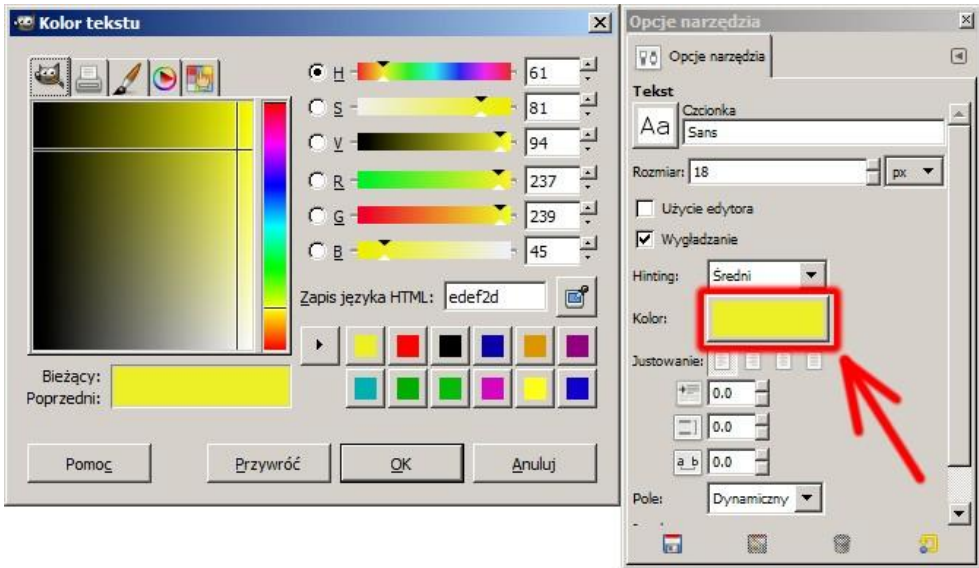 Kolor tekstu
H 61
S 81
V 94
R 237
G 239
B 45
Zapis języka HTML: edef2d
Bieżący:
Poprzedni:
Pomoc
Przywróć
OK
Anuluj
Opcje narzędzia
Opcje narzędzia
Tekst
Aa
Czcionka
Sans
Rozmiar: 18 px
Użycie edytora
Wygładzanie
Hinting: Średni
Kolor:
Justowanie:
0.0
0.0
a b 0.0
Pole: Dynamiczny